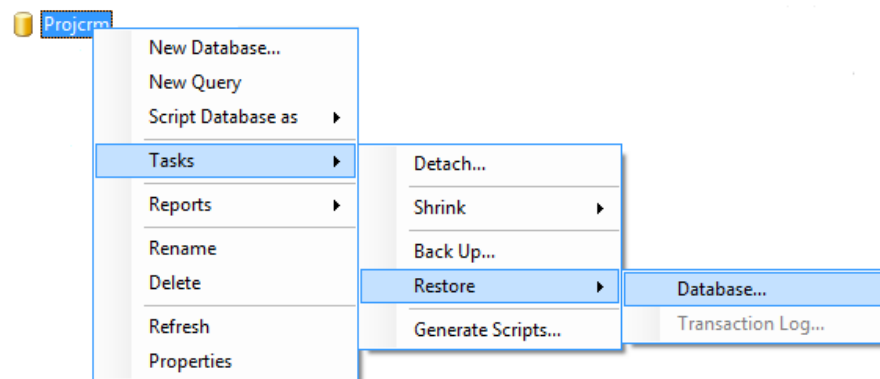 Projcrm
New Database...
New Query
Script Database as
Tasks
Reports
Rename
Delete
Refresh
Properties
Detach...
Shrink
Back Up...
Restore
Generate Scripts...
Database...
Transaction Log...